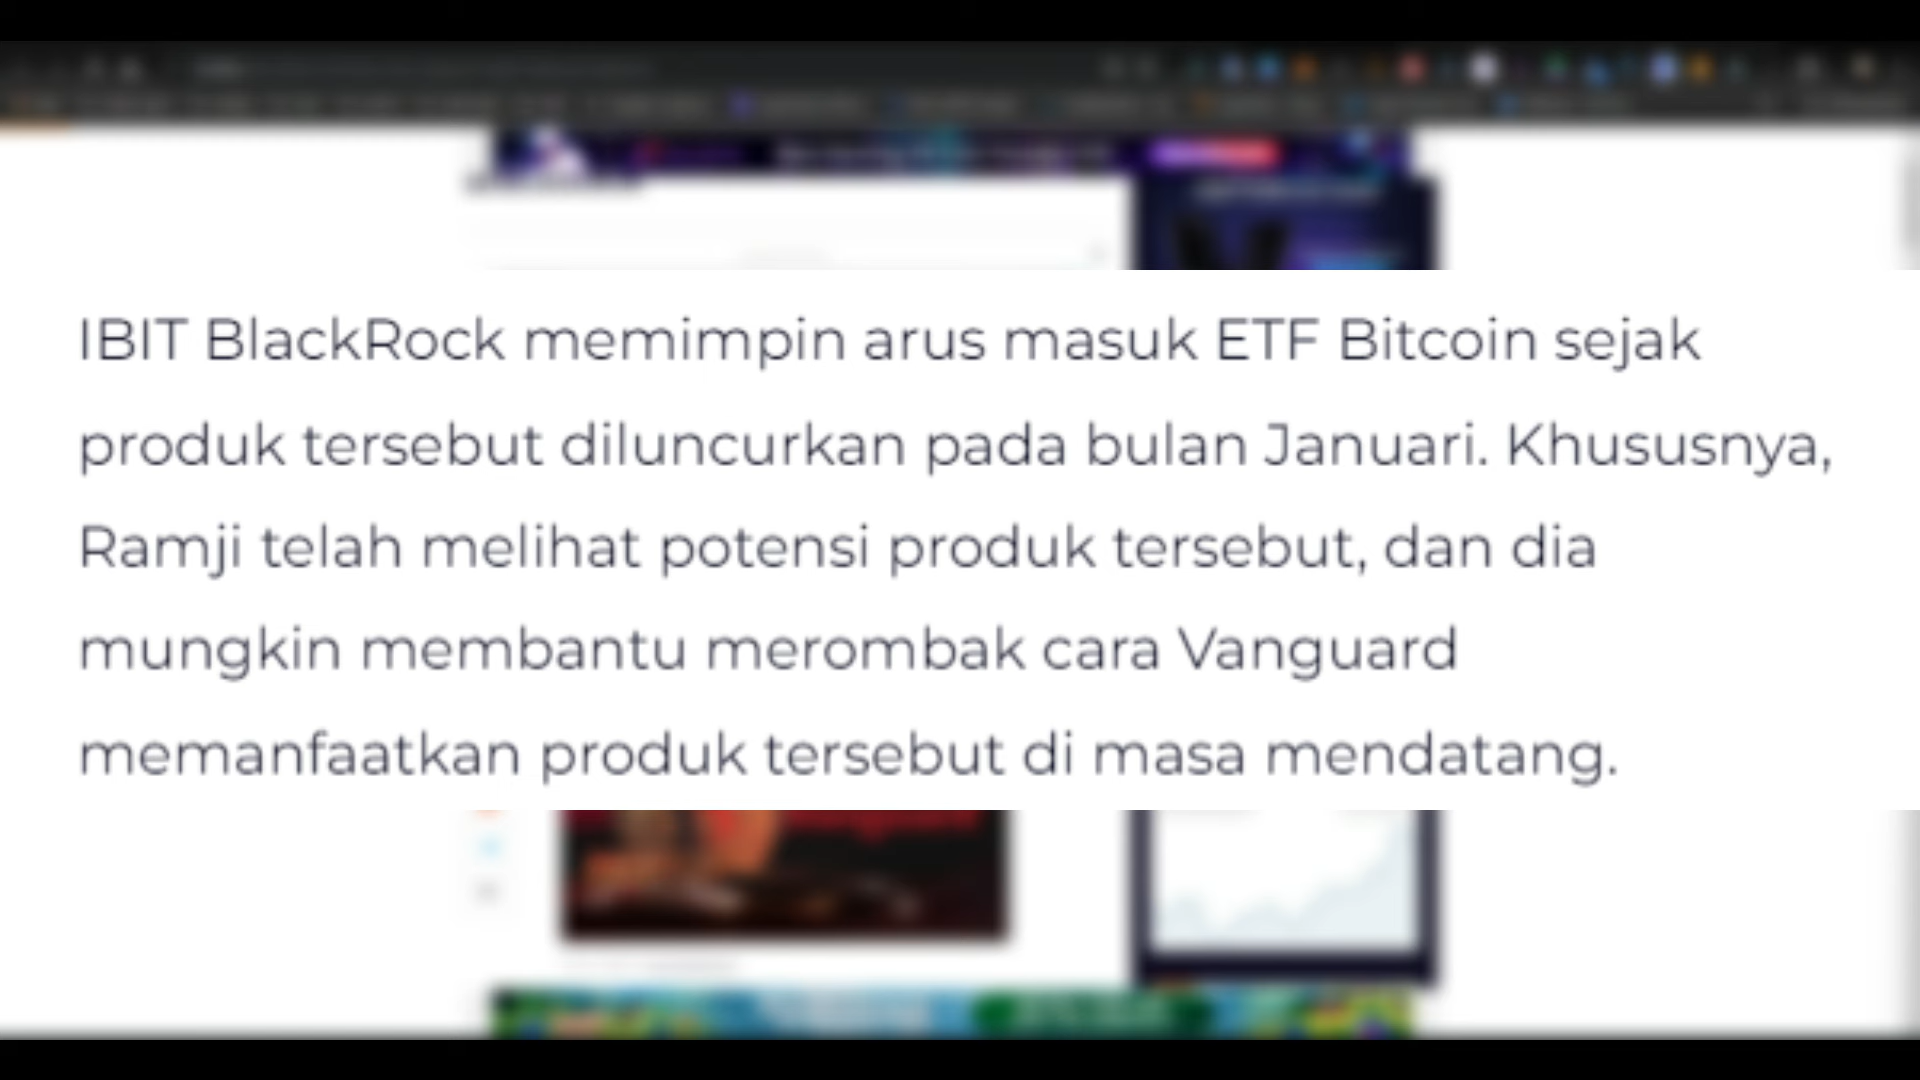 IBIT BlackRock memimpin arus masuk ETF Bitcoin sejak
produk tersebut diluncurkan pada bulan Januari. Khususnya,
Ramji telah melihat potensi produk tersebut, dan dia
mungkin membantu merombak cara Vanguard
memanfaatkan produk tersebut di masa mendatang.